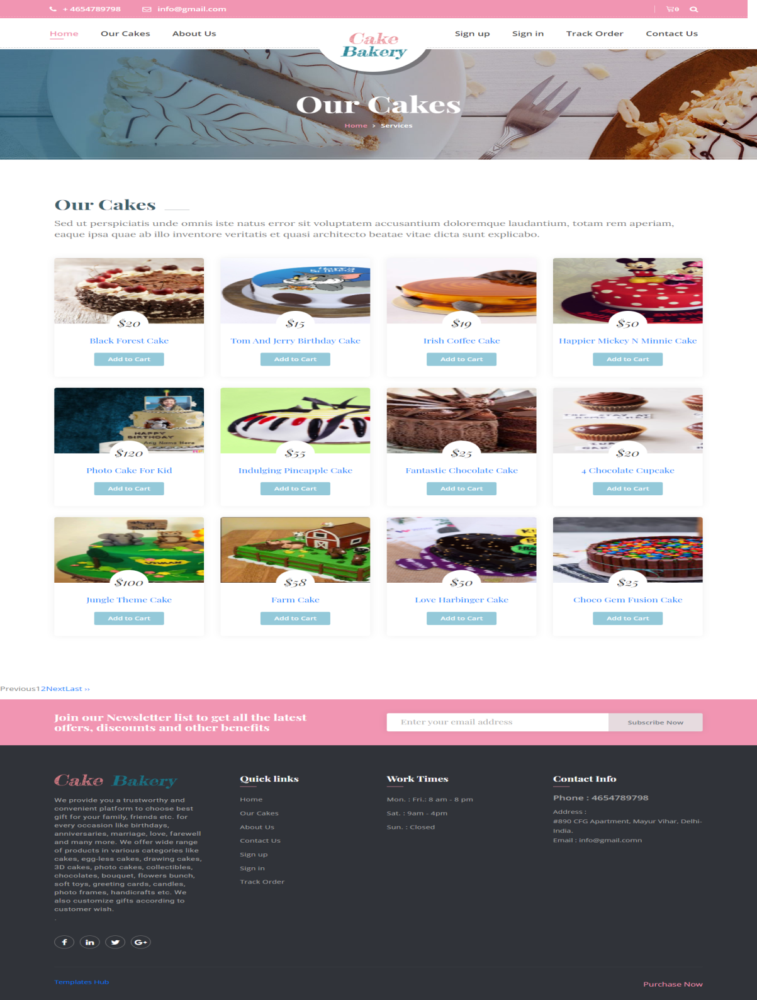 + 4654789798 info@gmail.com 0
Home Our Cakes About Us Sign up Sign in Track Order Contact Us
Cake
Bakery
Our Cakes
Home > Services
Our Cakes
Sed ut perspiciatis unde omnis iste natus error sit voluptatem accusantium doloremque laudantium, totam rem aperiam,
eaque ipsa quae ab illo inventore veritatis et quasi architecto beatae vitae dicta sunt explicabo.
$20 $15 $19 $50
Black Forest Cake Tom And Jerry Birthday Cake Irish Coffee Cake Happier Mickey N Minnie Cake
Add to Cart Add to Cart Add to Cart Add to Cart
HAPPY
BIRTHDAY
Any Name Here
$120 $55 $25 $20
Photo Cake For Kid Indulging Pineapple Cake Fantastic Chocolate Cake 4 Chocolate Cupcake
Add to Cart Add to Cart Add to Cart Add to Cart
$100 $58 $50 $25
Jungle Theme Cake Farm Cake Love Harbinger Cake Choco Gem Fusion Cake
Add to Cart Add to Cart Add to Cart Add to Cart
Previous12NextLast ››
Join our Newsletter list to get all the latest
offers, discounts and other benefits
Enter your email address Subscribe Now
Cake Bakery
We provide you a trustworthy and
convenient platform to choose best
gift for your family, friends etc. for
every occasion like birthdays,
anniversaries, marriage, love, farewell
and many more. We offer wide range
of products in various categories like
cakes, egg-less cakes, drawing cakes,
3D cakes, photo cakes, collectibles,
chocolates, bouquet, flowers bunch,
soft toys, greeting cards, candles,
photo frames, handicrafts etc. We
also customize gifts according to
customer wish.
.
f in G+
Quick links
Home
Our Cakes
About Us
Contact Us
Sign up
Sign in
Track Order
Work Times
Mon. : Fri.: 8 am - 8 pm
Sat. : 9am - 4pm
Sun. : Closed
Contact Info
Phone : 4654789798
Address :
#890 CFG Apartment, Mayur Vihar, Delhi-
India.
Email : info@gmail.comn
Templates Hub Purchase Now